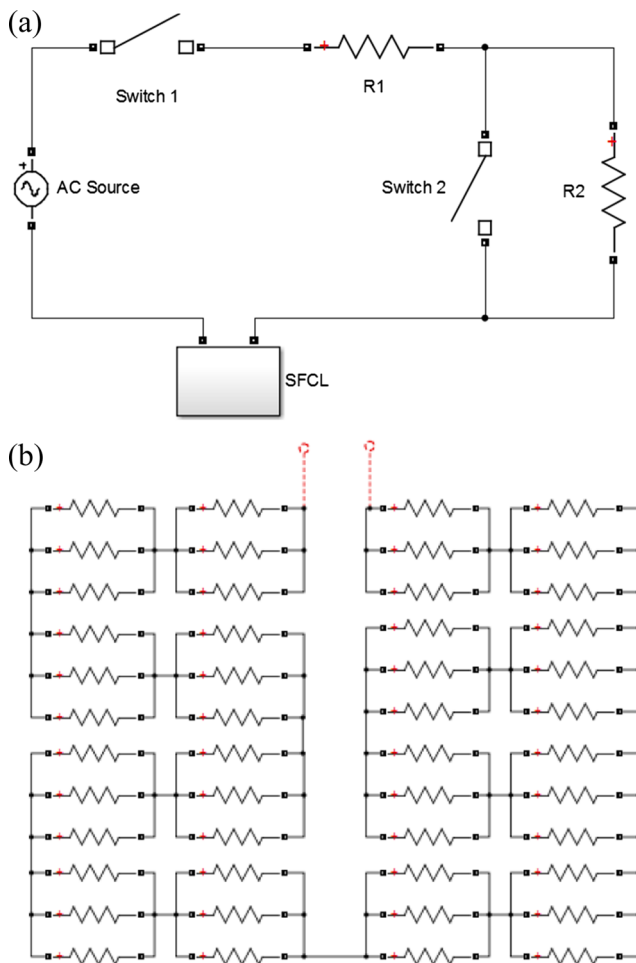 (a)
Switch 1
R1
Switch 2
R2
AC Source
SFCL
(b)